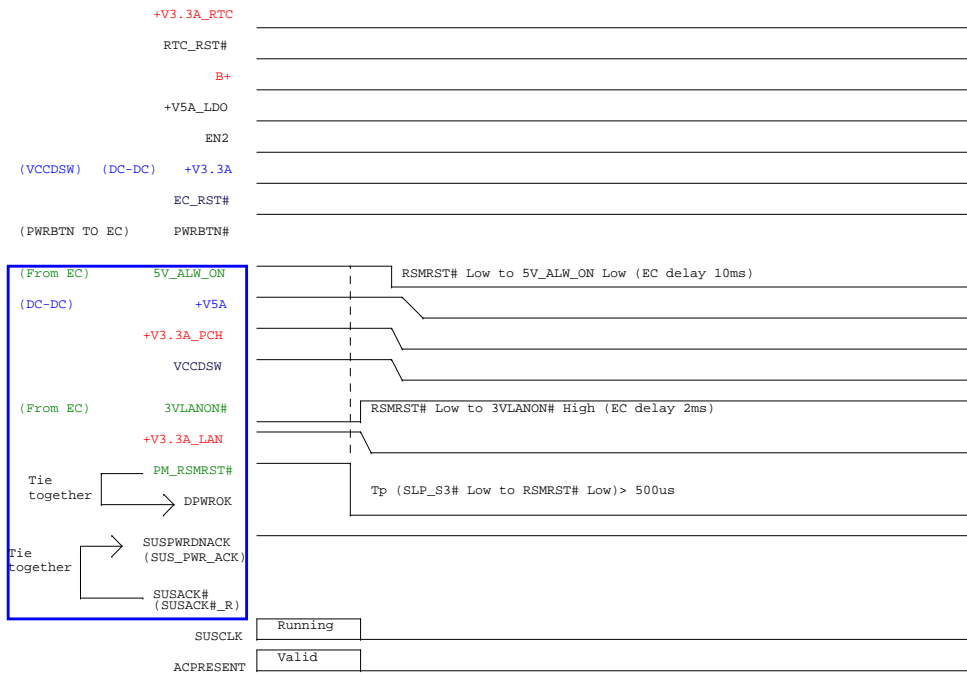 +V3.3A_RTC
RTC_RST#
B+
+V5A_LDO
EN2
(VCCDSW) (DC-DC) +V3.3A
EC_RST#
(PWRBTN TO EC) PWRBTN#
(From EC) 5V_ALW_ON RSMRST# Low to 5V_ALW_ON Low (EC delay 10ms)
(DC-DC) +V5A
+V3.3A_PCH
VCCDSW
(From EC) 3VLANON# RSMRST# Low to 3VLANON# High (EC delay 2ms)
+V3.3A_LAN
PM_RSMRST#
Tie
together
DPWROK
Tp (SLP_S3# Low to RSMRST# Low)> 500us
SUSPWRDNACK
(SUS_PWR_ACK)
Tie
together
SUSACK#
(SUSACK#_R)
SUSCLK Running
ACPRESENT Valid